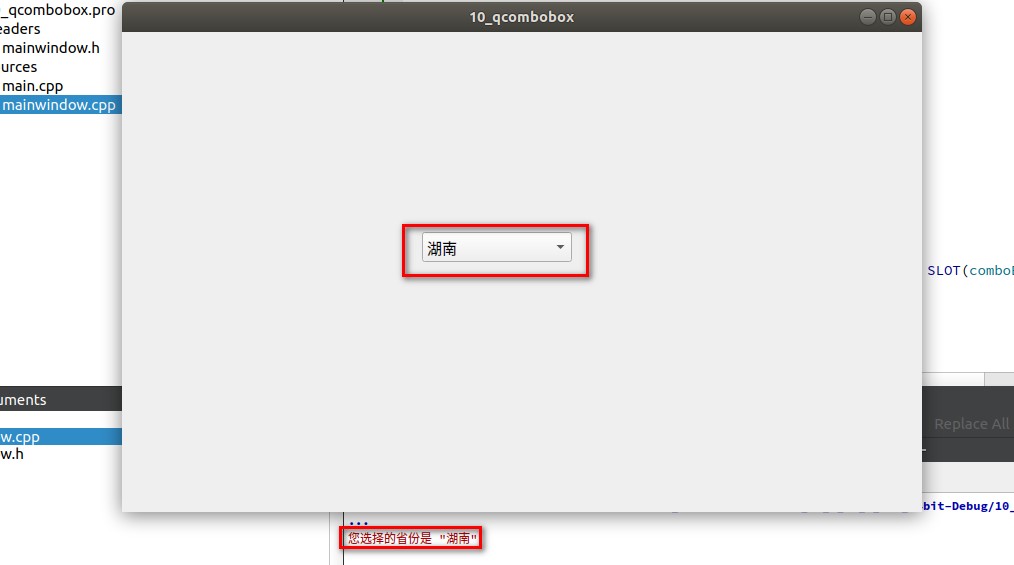 _qcombobox.pro
10_qcombobox
eaders
mainwindow.h
urces
main.cpp
mainwindow.cpp
湖南
SLOT(comboB
uments
Replace All
w.cpp
w.h
-bit-Debug/10_
...
您选择的省份是 "湖南"